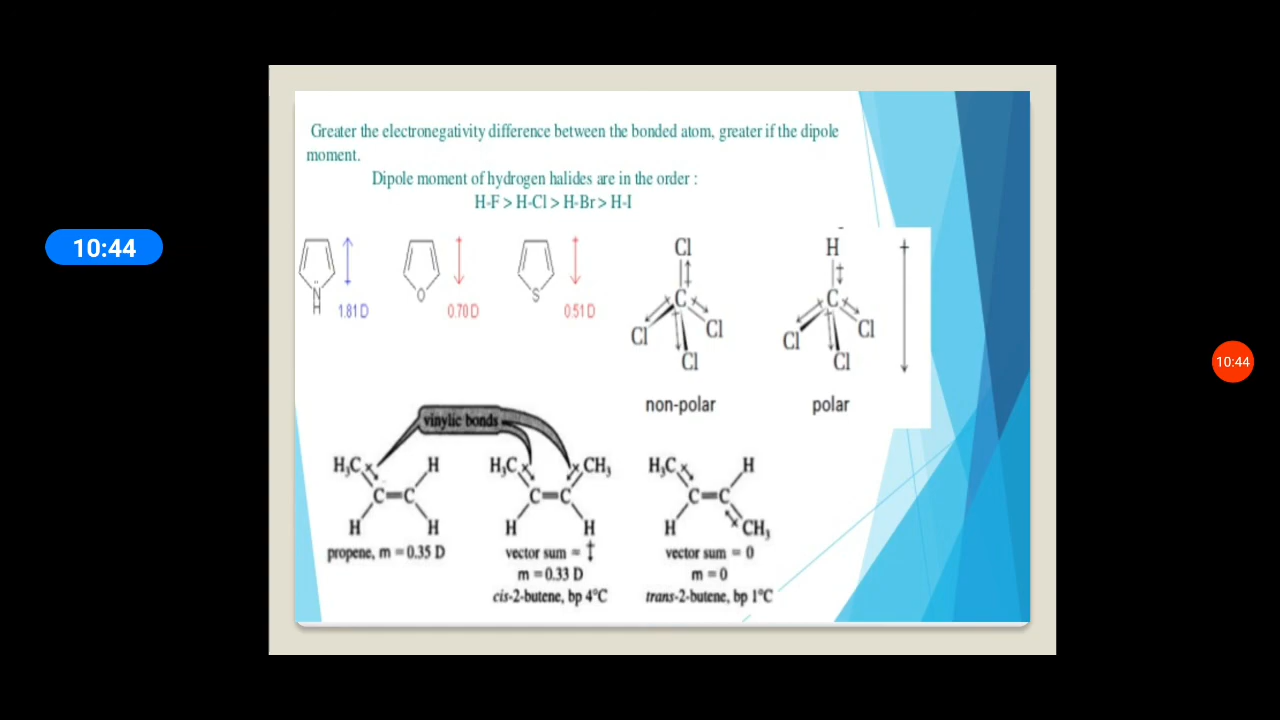 10:44
10:44
Greater the electronegativity difference between the bonded atom, greater if the dipole
moment.
Dipole moment of hydrogen halides are in the order :
H-F > H-Cl > H-Br > H-I
N
H
1.81 D
O
0.70 D
S
0.51 D
Cl
C
Cl
Cl
Cl
non-polar
H
C
Cl
Cl
Cl
polar
vinylic bonds
H₃C H
C=C
H H
propene, m = 0.35 D
H₃C CH₃
C=C
H H
vector sum = ↕
m = 0.33 D
cis-2-butene, bp 4°C
H₃C H
C=C
H CH₃
vector sum = 0
m = 0
trans-2-butene, bp 1°C